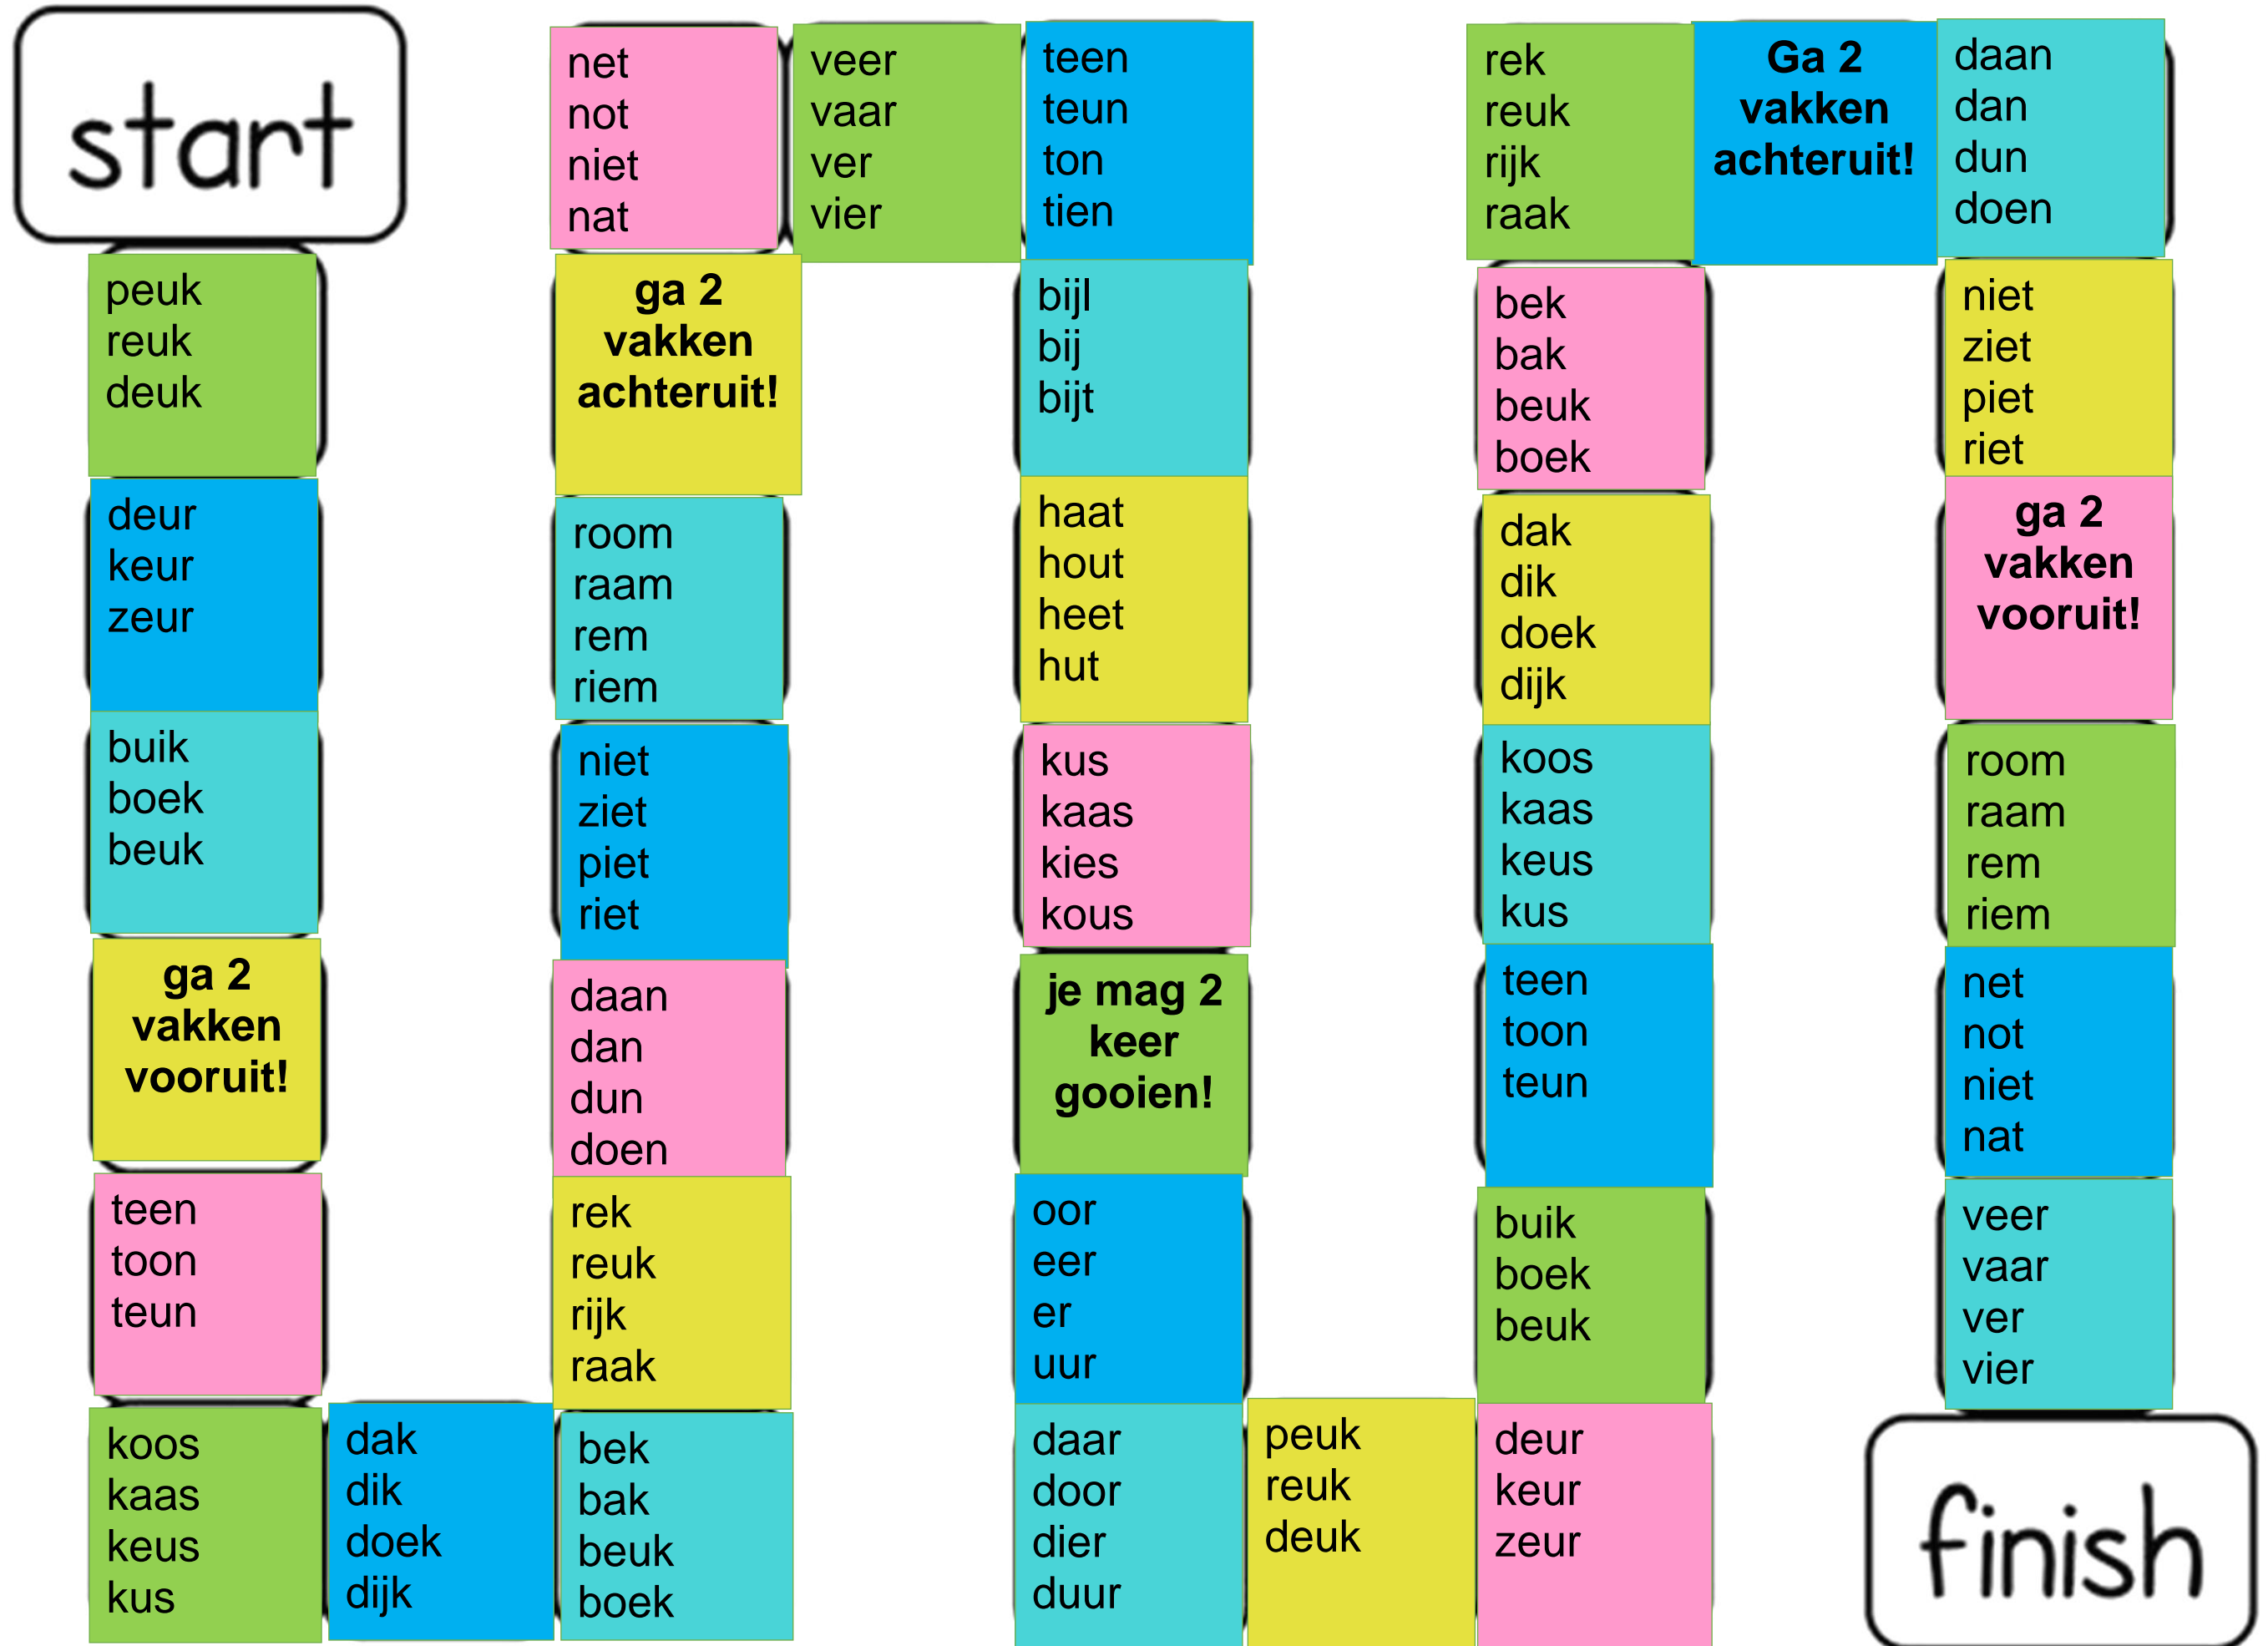 start
peuk
reuk
deuk
deur
keur
zeur
buik
boek
beuk
ga 2
vakken
vooruit!
teen
toon
teun
koos
kaas
keus
kus
dak
dik
doek
dijk
bek
bak
beuk
boek
rek
reuk
rijk
raak
daan
dan
dun
doen
niet
ziet
piet
riet
room
raam
rem
riem
ga 2
vakken
achteruit!
net
not
niet
nat
veer
vaar
ver
vier
teen
teun
ton
tien
bijl
bij
bijt
haat
hout
heet
hut
kus
kaas
kies
kous
je mag 2
keer
gooien!
oor
eer
er
uur
daar
door
dier
duur
peuk
reuk
deuk
deur
keur
zeur
buik
boek
beuk
teen
toon
teun
koos
kaas
keus
kus
dak
dik
doek
dijk
bek
bak
beuk
boek
rek
reuk
rijk
raak
Ga 2
vakken
achteruit!
daan
dan
dun
doen
niet
ziet
piet
riet
ga 2
vakken
vooruit!
room
raam
rem
riem
net
not
niet
nat
veer
vaar
ver
vier
finish